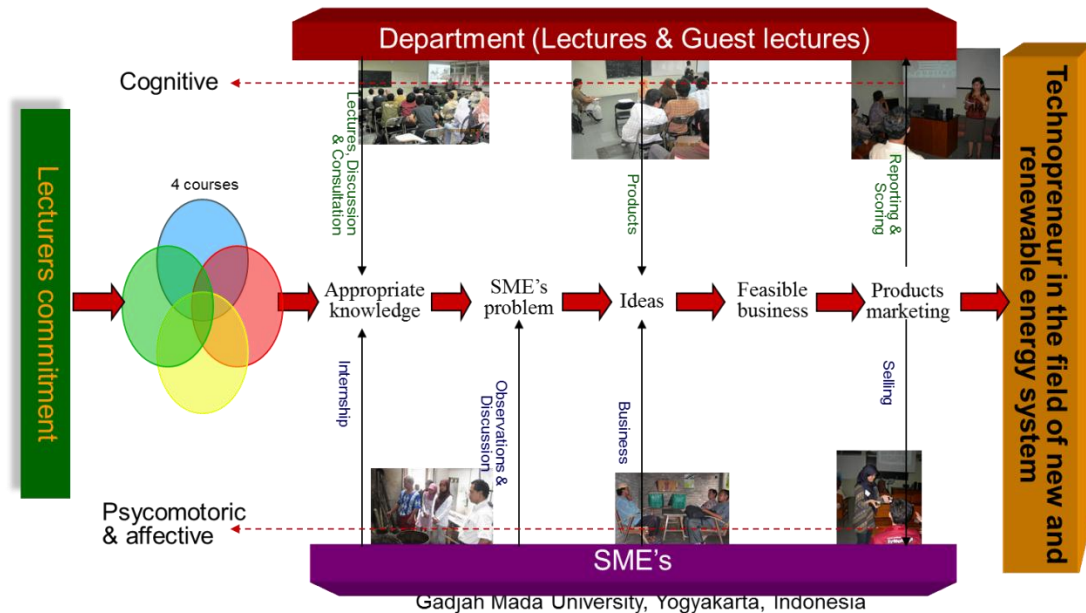 Department (Lectures & Guest lectures)
Cognitive
Lecturers commitment
4 courses
Lectures, Discussion
& Consultation
Products
Reporting &
Scoring
Appropriate
knowledge
SME's
problem
Ideas
Feasible
business
Products
marketing
Technopreneur in the field of new and
renewable energy system
Internship
Observations &
Discussion
Business
Selling
Psycomotoric
& affective
SME's
Gadjah Mada University, Yogyakarta, Indonesia